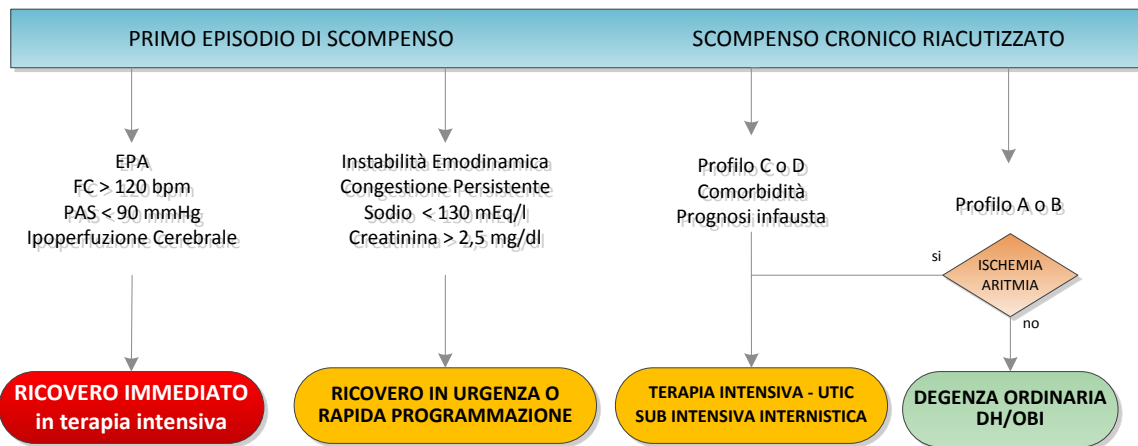 PRIMO EPISODIO DI SCOMPENSO
SCOMPENSO CRONICO RIACUTIZZATO
EPA
FC > 120 bpm
PAS < 90 mmHg
Ipoperfuzione Cerebrale
Instabilità Emodinamica
Congestione Persistente
Sodio < 130 mEq/l
Creatinina > 2,5 mg/dl
Profilo C o D
Comorbidità
Prognosi infausta
Profilo A o B
si
ISCHEMIA
ARITMIA
no
RICOVERO IMMEDIATO
in terapia intensiva
RICOVERO IN URGENZA O
RAPIDA PROGRAMMAZIONE
TERAPIA INTENSIVA - UTIC
SUB INTENSIVA INTERNISTICA
DEGENZA ORDINARIA
DH/OBI